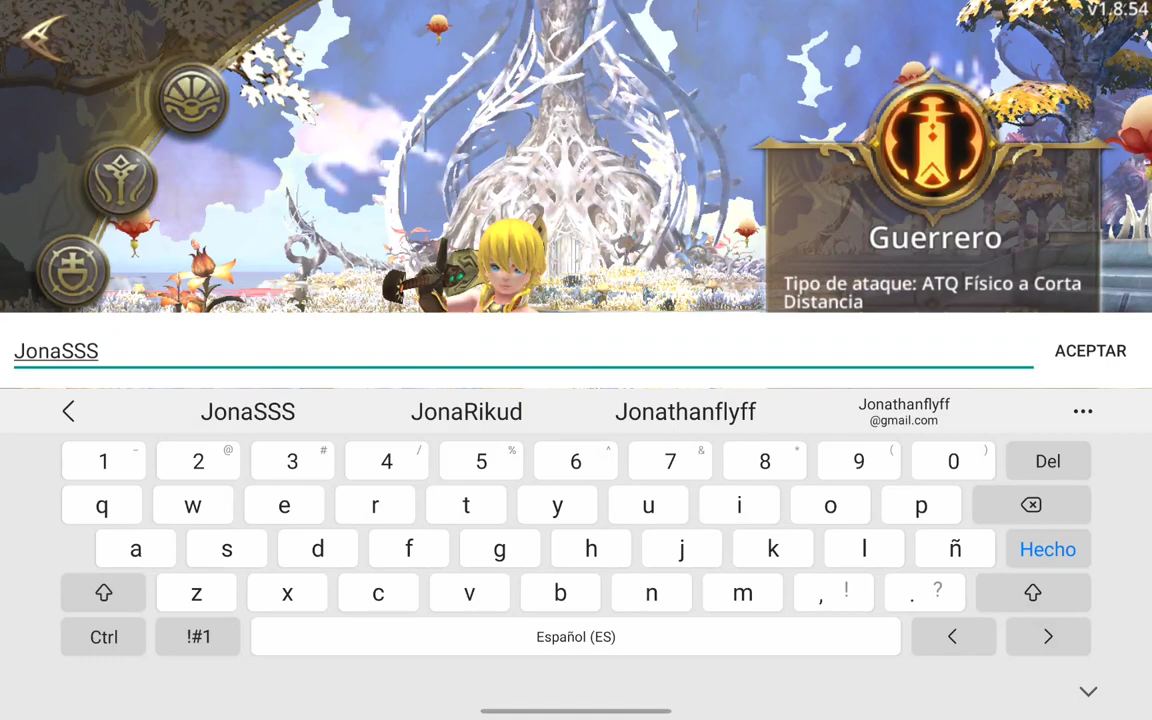 V1.8.54
Guerrero
Tipo de ataque: ATQ Físico a Corta
Distancia
JonaSSS
ACEPTAR
JonaSSS JonaRikud Jonathanflyff Jonathanflyff
@gmail.com
1 - 2 @ 3 # 4 / 5 % 6 ^ 7 & 8 * 9 ( 0 ) Del
q w e r t y u i o p
a s d f g h j k l ñ Hecho
z x c v b n m , ! . ?
Ctrl !#1 Español (ES) < >